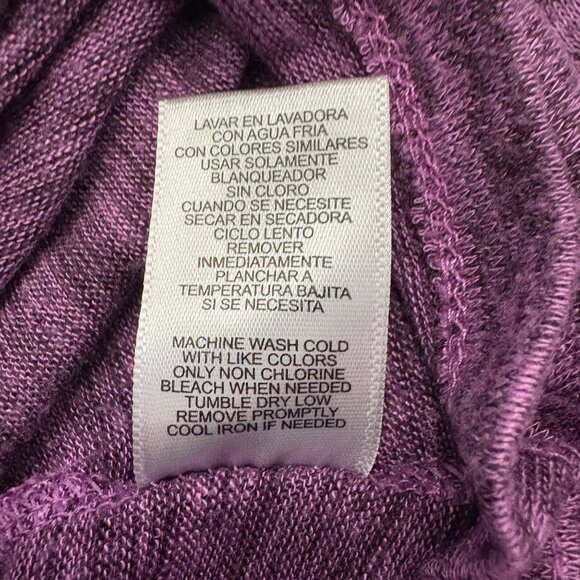 LAVAR EN LAVADORA
CON AGUA FRIA
CON COLORES SIMILARES
USAR SOLAMENTE
BLANQUEADOR
SIN CLORO
CUANDO SE NECESITE
SECAR EN SECADORA
CICLO LENTO
REMOVER
INMEDIATAMENTE
PLANCHAR A
TEMPERATURA BAJITA
SI SE NECESITA
MACHINE WASH COLD
WITH LIKE COLORS
ONLY NON CHLORINE
BLEACH WHEN NEEDED
TUMBLE DRY LOW
REMOVE PROMPTLY
COOL IRON IF NEEDED